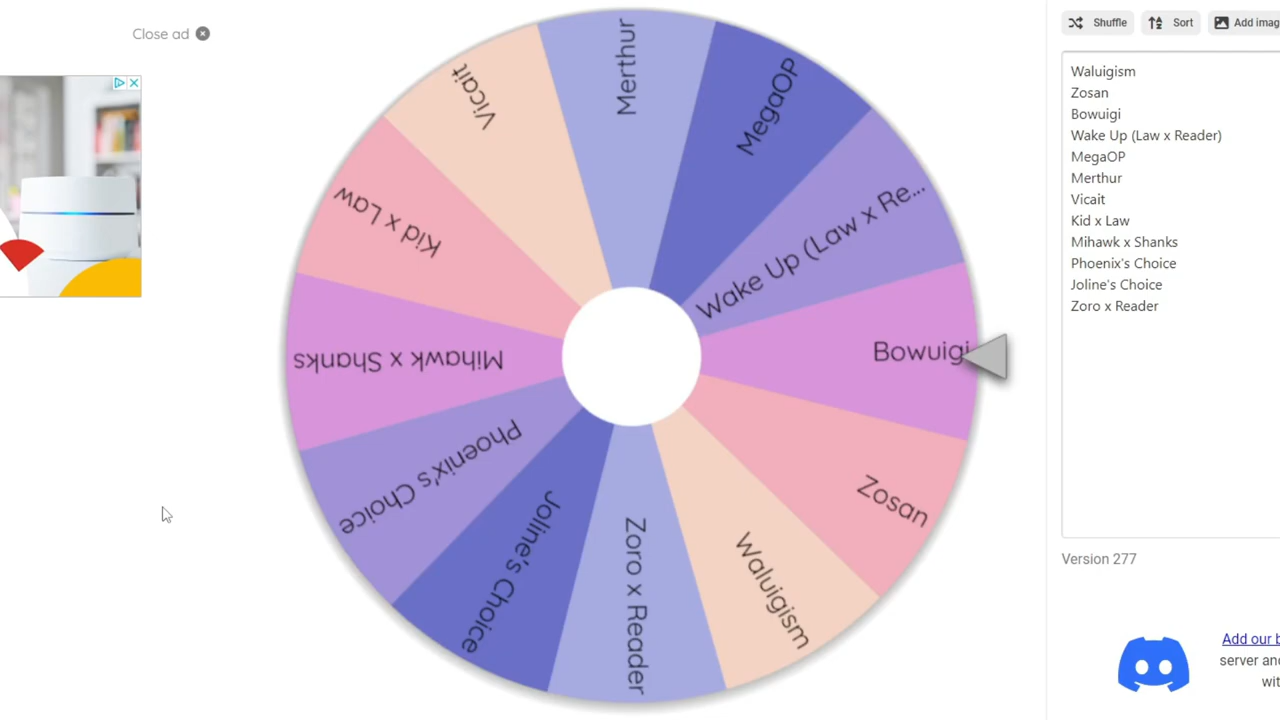 Close ad
Merthur
MegaOP
Wake Up (Law x Re...
Bowuigi
Zosan
Waluigism
Zoro x Reader
Joline's Choice
Phoenix's Choice
Mihawk x Shanks
Kid x Law
Vicait
Shuffle
Sort
Add imag
Waluigism
Zosan
Bowuigi
Wake Up (Law x Reader)
MegaOP
Merthur
Vicait
Kid x Law
Mihawk x Shanks
Phoenix's Choice
Joline's Choice
Zoro x Reader
Version 277
Add our b
server and
wit